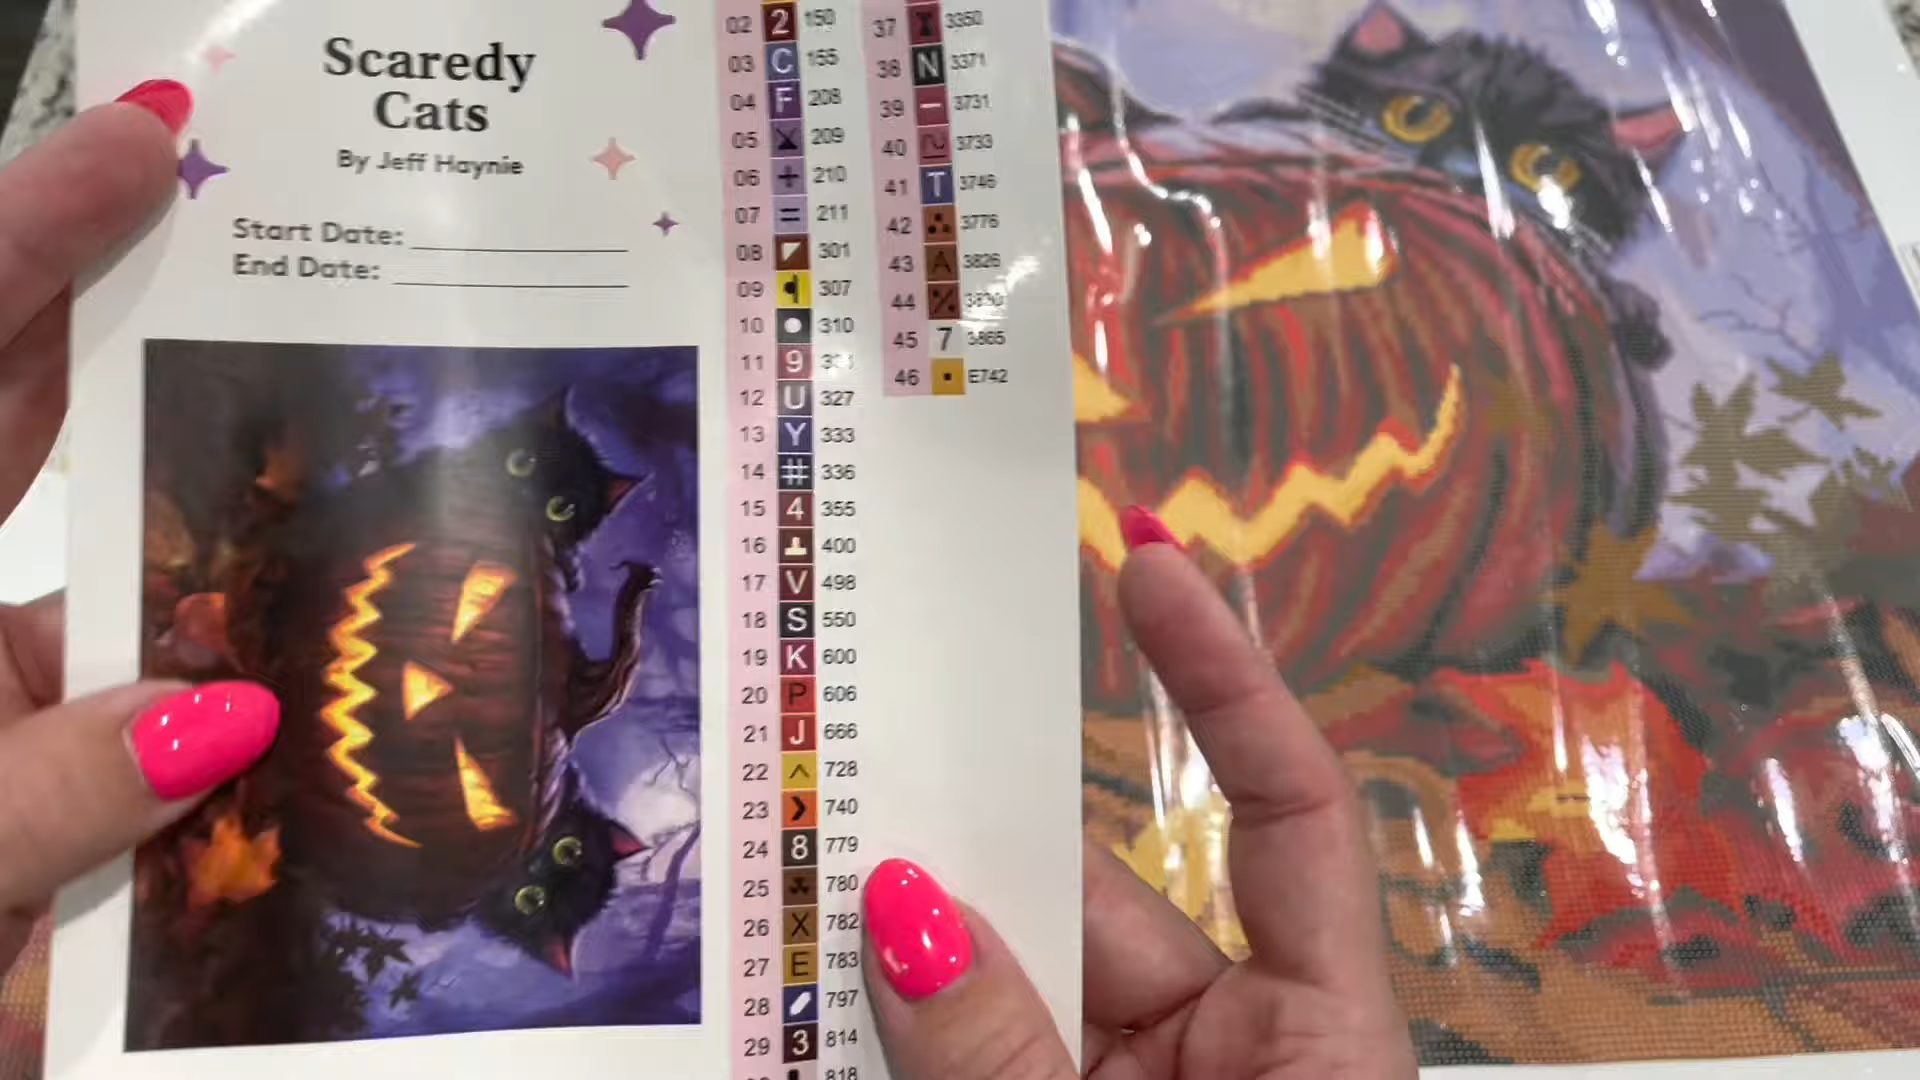 Scaredy
Cats
By Jeff Haynie
Start Date:
End Date:
02 2 150
03 C 155
04 F 208
05 209
06 + 210
07 = 211
08 301
09 307
10 310
11 9
12 U 327
13 Y 333
14 # 336
15 4 355
16 400
17 V 498
18 S 550
19 K 600
20 P 606
21 J 666
22 ^ 728
23 740
24 8 779
25 780
26 X 782
27 E 783
28 797
29 3 814
818
37 3350
38 N 3371
39 − 3731
40 3733
41 T 3746
42 3776
43 A 3826
44 % 3830
45 7 3865
46 E742